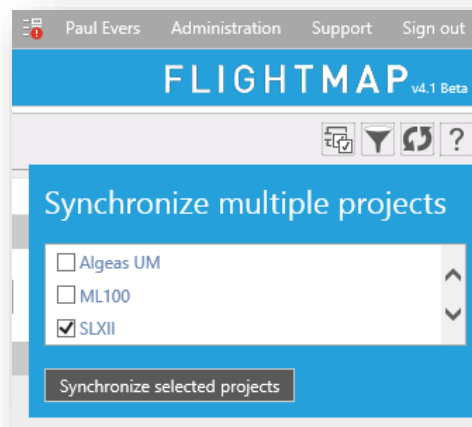 Paul Evers Administration Support Sign out
FLIGHTMAP v4.1 Beta
?
Synchronize multiple projects
Algeas UM
ML100
SLXII
Synchronize selected projects